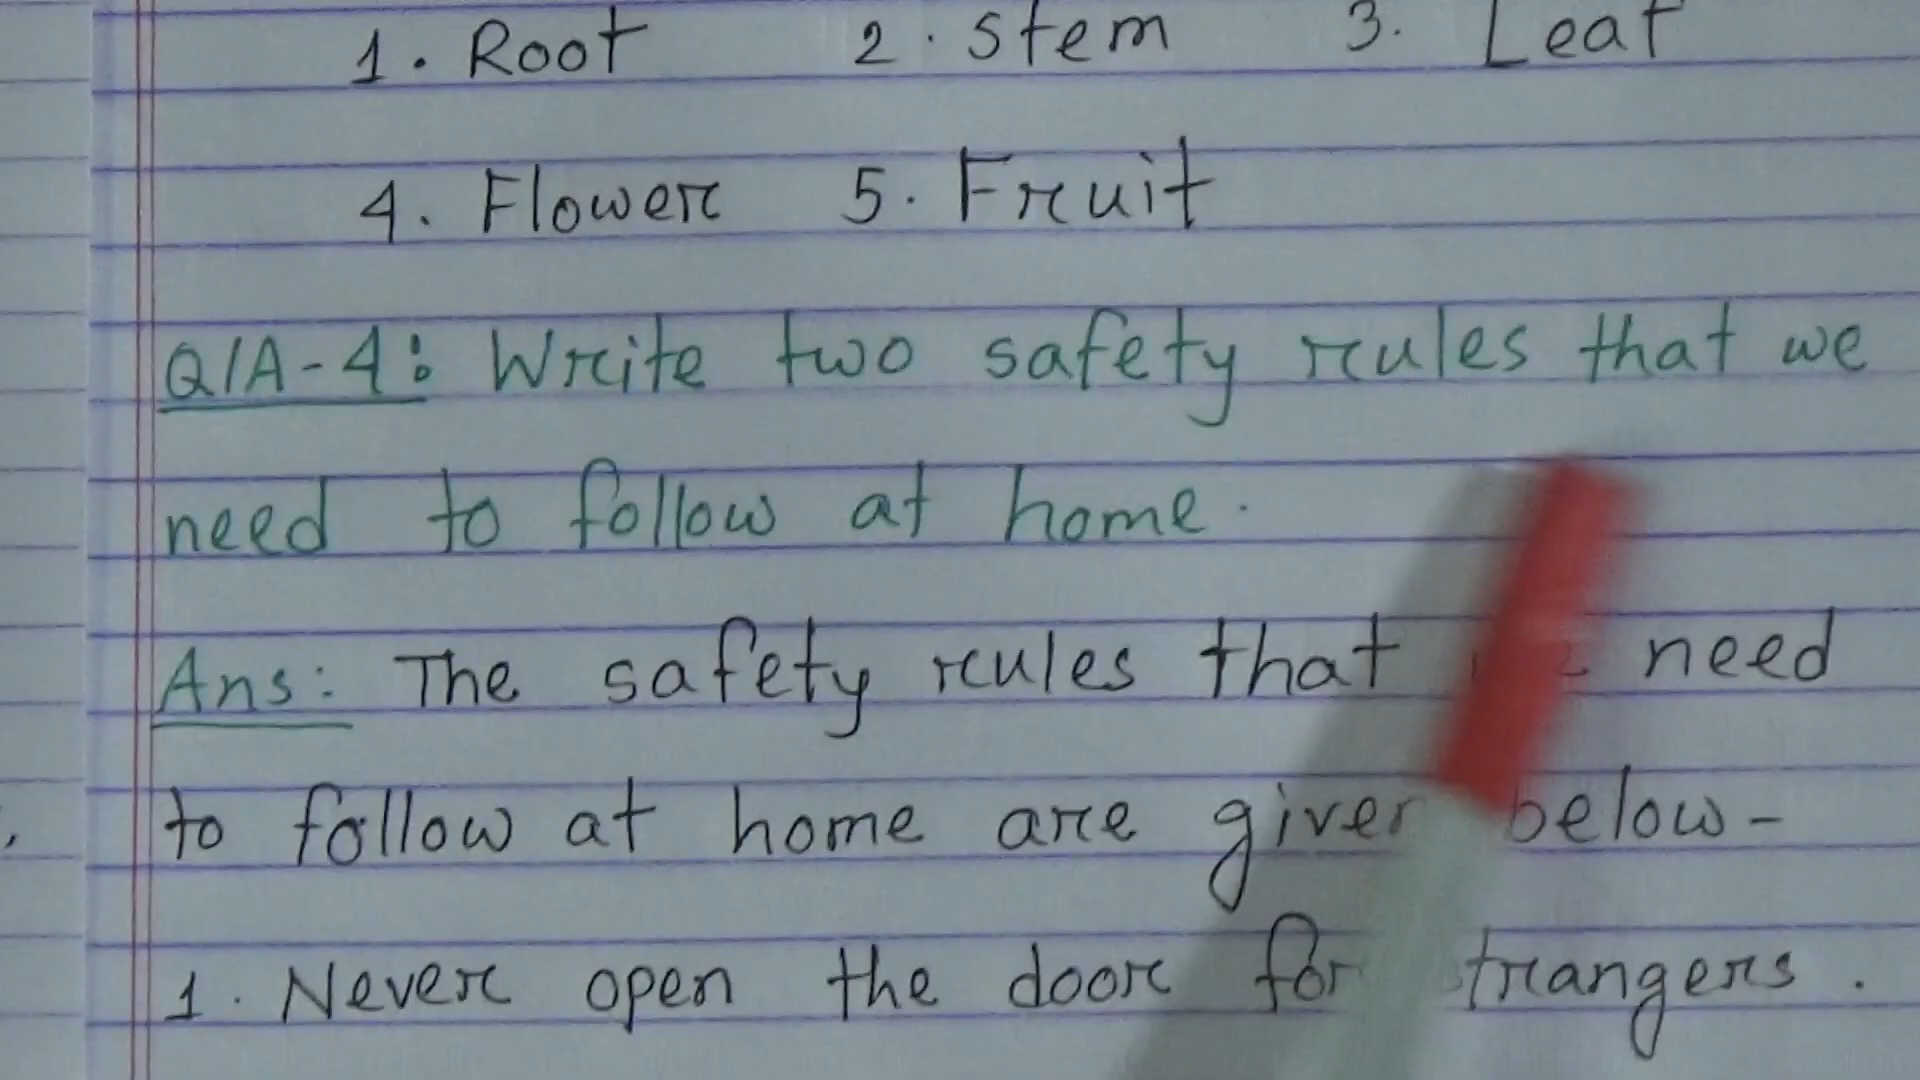 1. Root 2. Stem 3. Leaf
4. Flower 5. Fruit
Q/A-4: Write two safety rules that we
need to follow at home.
Ans: The safety rules that need
to follow at home are given below-
1. Never open the door for strangers.